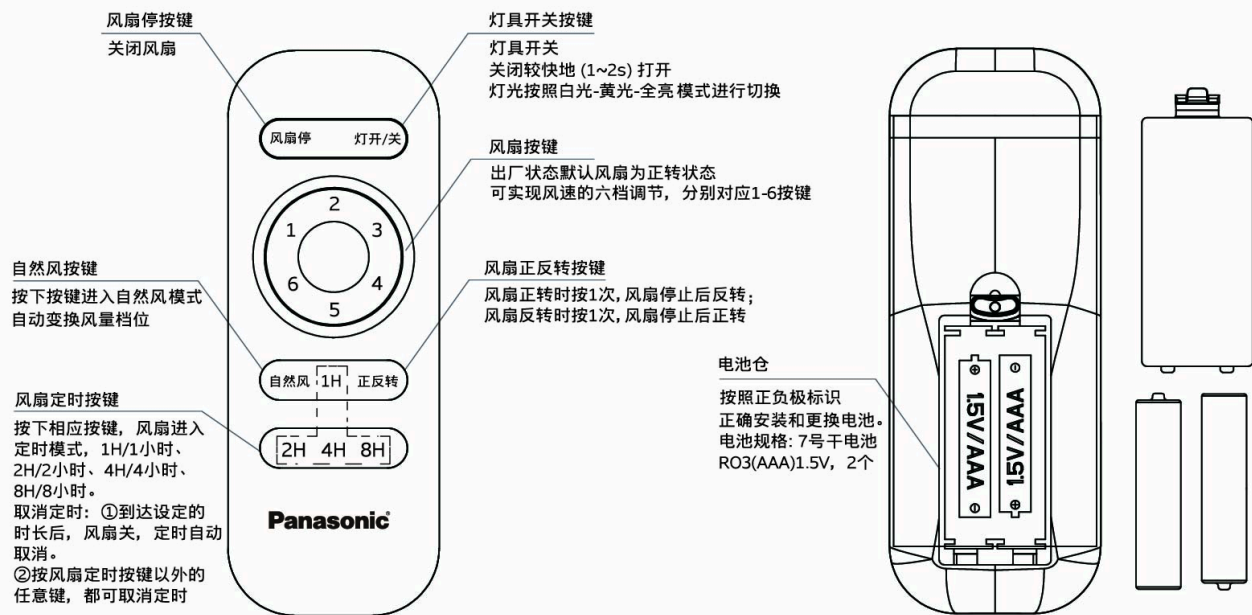 风扇停按键
关闭风扇
灯具开关按键
灯具开关
关闭较快地 (1~2s) 打开
灯光按照白光-黄光-全亮模式进行切换
风扇停
灯开/关
风扇按键
出厂状态默认风扇为正转状态
可实现风速的六档调节，分别对应1-6按键
1
2
3
4
5
6
自然风按键
按下按键进入自然风模式
自动变换风量档位
风扇正反转按键
风扇正转时按1次, 风扇停止后反转；
风扇反转时按1次, 风扇停止后正转
自然风
1H
正反转
风扇定时按键
按下相应按键，风扇进入
定时模式，1H/1小时、
2H/2小时、4H/4小时、
8H/8小时。
取消定时：①到达设定的
时长后，风扇关，定时自动
取消。
②按风扇定时按键以外的
任意键，都可取消定时
2H 4H 8H
Panasonic
电池仓
按照正负极标识
正确安装和更换电池。
电池规格: 7号干电池
RO3(AAA)1.5V，2个
1.5V/AAA
1.5V/AAA